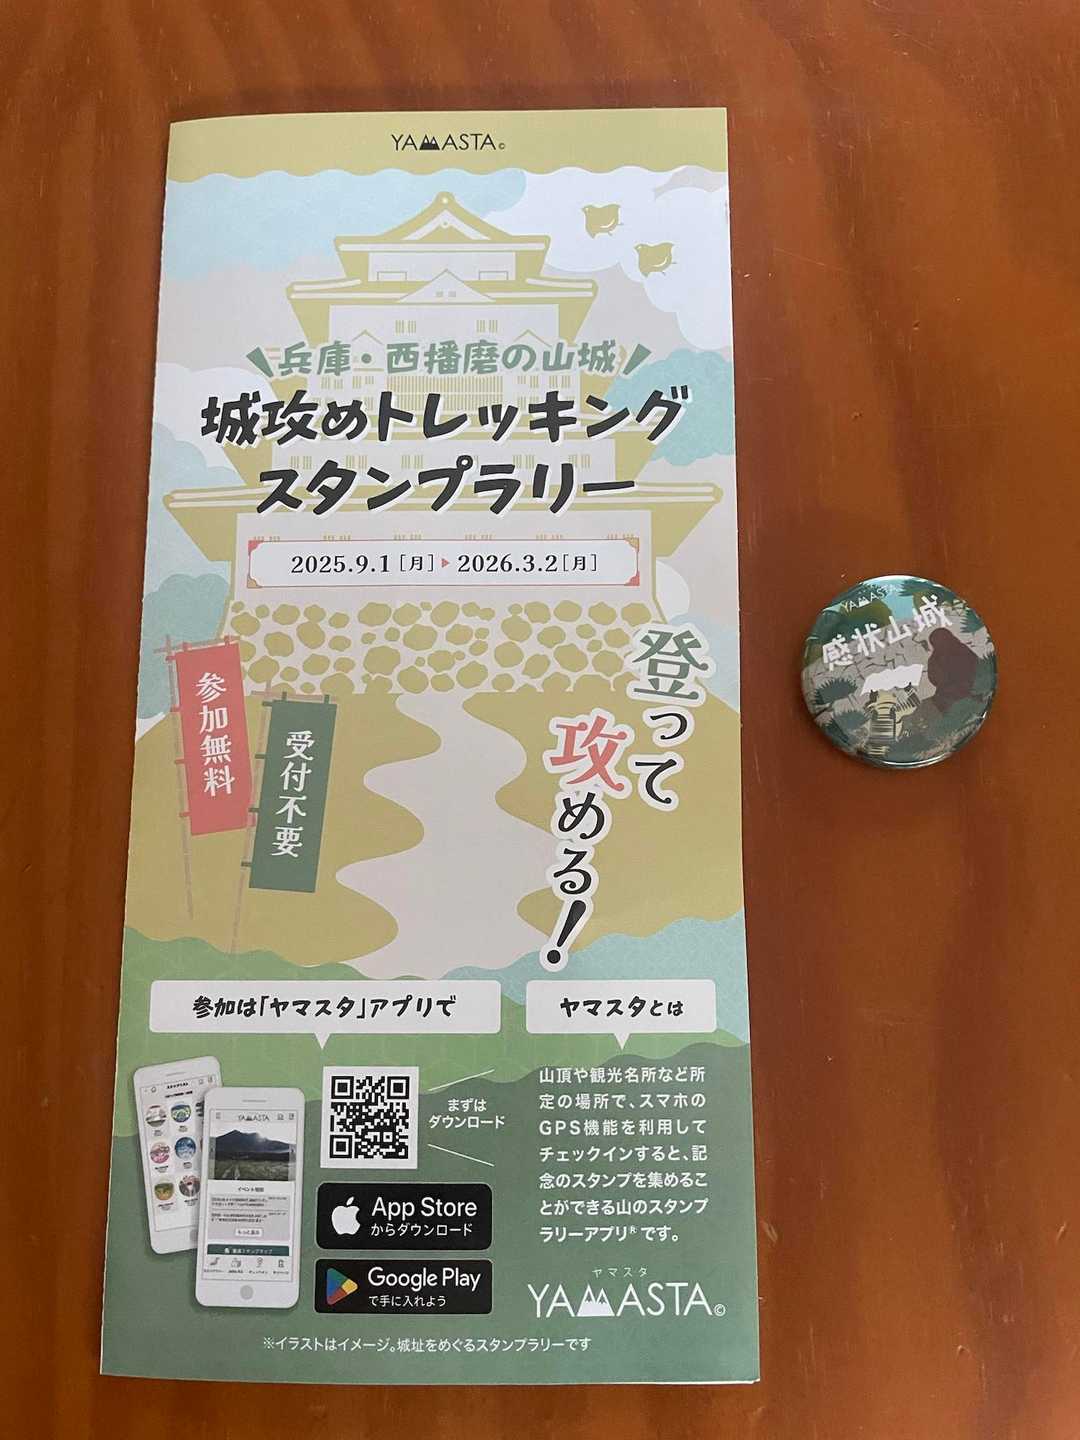 YAMASTA©
兵庫・西播磨の山城
城攻めトレッキング
スタンプラリー
2025.9.1[月]▶2026.3.2[月]
登って
攻める!
参加無料
受付不要
YAMASTA
感状山城
参加は「ヤマスタ」アプリで
まずは
ダウンロード
App Store
からダウンロード
Google Play
で手に入れよう
ヤマスタとは
山頂や観光名所など所
定の場所で、スマホの
GPS機能を利用して
チェックインすると、記
念のスタンプを集めるこ
とができる山のスタンプ
ラリーアプリ®です。
ヤマスタ
YAMASTA©
YAMASTA
※イラストはイメージ。城址をめぐるスタンプラリーです